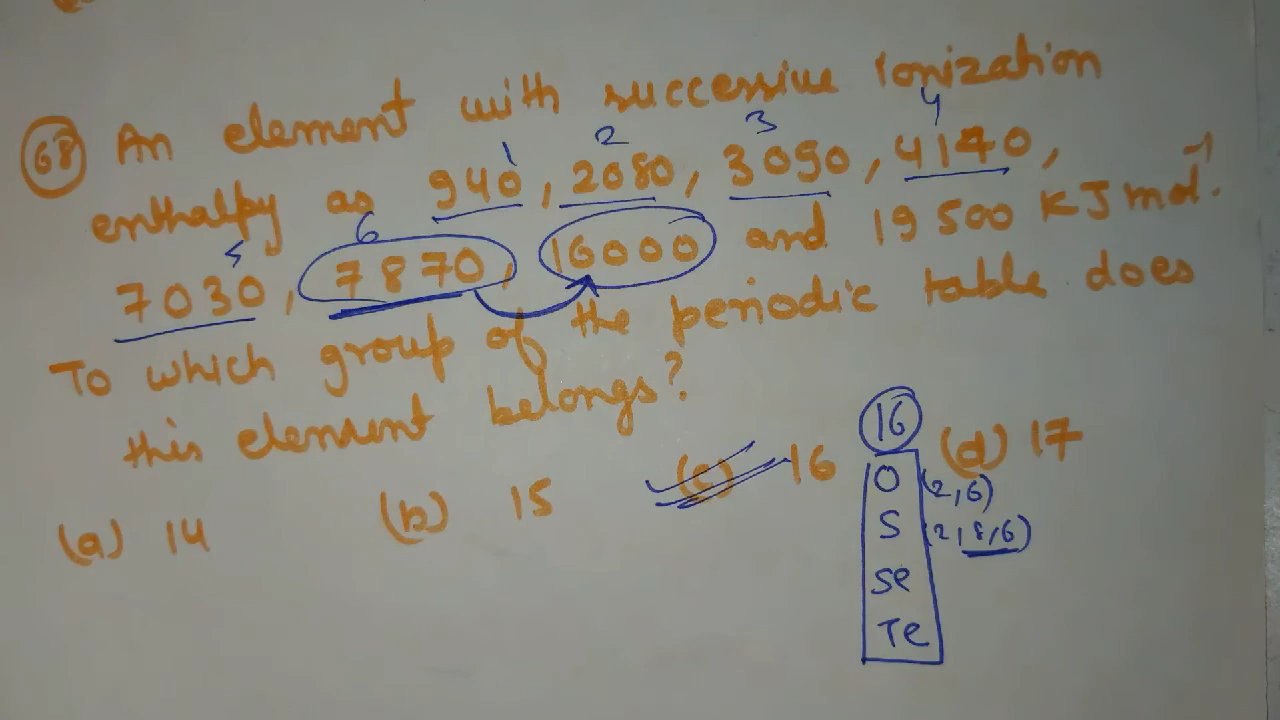 68 An element with successive Ionization
1 2 3 4
enthalpy as 940, 2080, 3090, 4140,
5 6
7030, 7870, 16000 and 19500 KJ mol⁻¹.
To which group of the periodic table does
this element belongs?
(a) 14 (b) 15 (c) 16 (d) 17
16
O (2,6)
S (2,8,6)
Se
Te